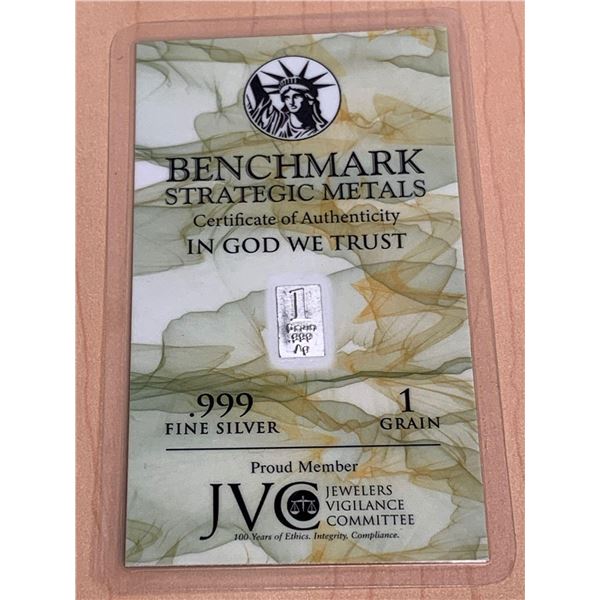 BENCHMARK
STRATEGIC METALS
Certificate of Authenticity
IN GOD WE TRUST
1
.999
FINE SILVER
1
GRAIN
Proud Member
JVC
JEWELERS
VIGILANCE
COMMITTEE
100 Years of Ethics. Integrity. Compliance.